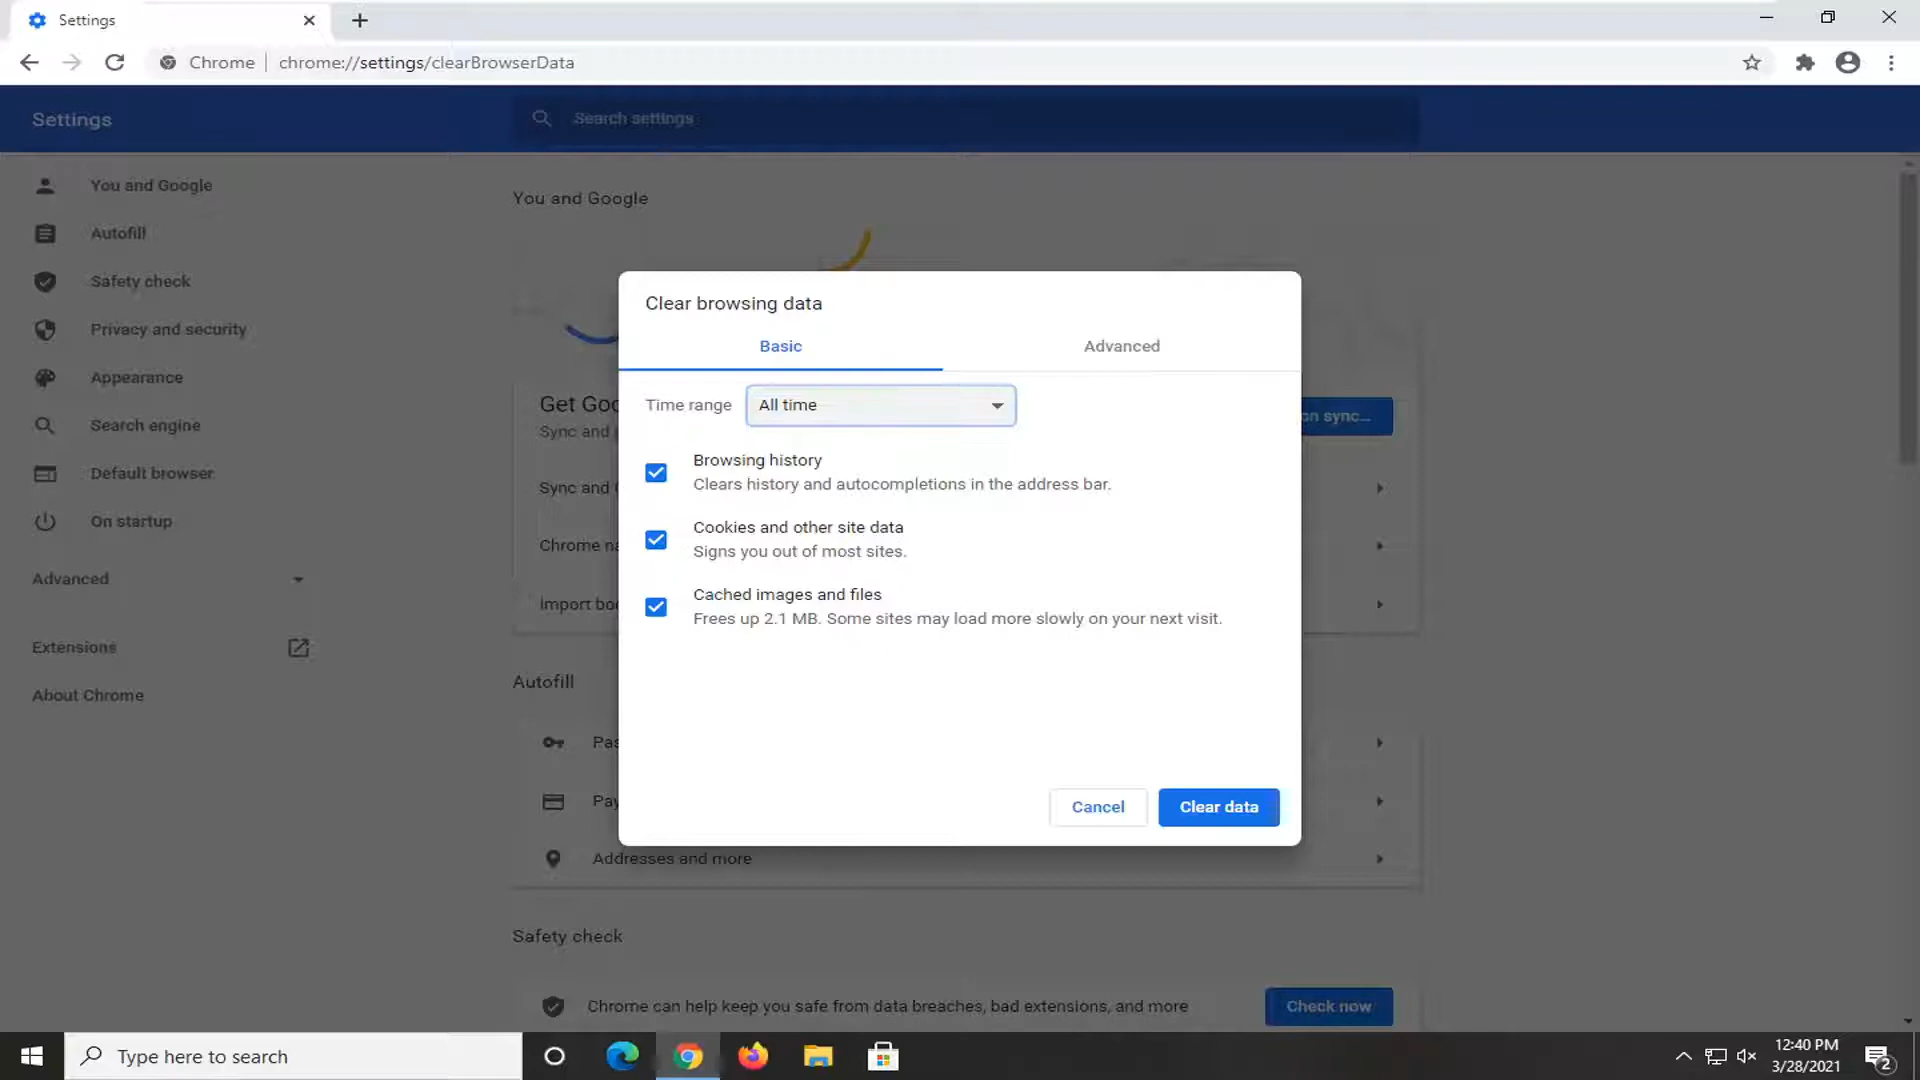 Settings
Chrome
chrome://settings/clearBrowserData
Settings
Search settings
You and Google
Autofill
Safety check
Privacy and security
Appearance
Search engine
Default browser
On startup
Advanced
Extensions
About Chrome
You and Google
Get Goo
Sync and
on sync...
Sync and
Chrome na
Import boo
Autofill
Pas
Pay
Addresses and more
Safety check
Chrome can help keep you safe from data breaches, bad extensions, and more
Check now
Clear browsing data
Basic
Advanced
Time range
All time
Browsing history
Clears history and autocompletions in the address bar.
Cookies and other site data
Signs you out of most sites.
Cached images and files
Frees up 2.1 MB. Some sites may load more slowly on your next visit.
Cancel
Clear data
Type here to search
12:40 PM
3/28/2021
2